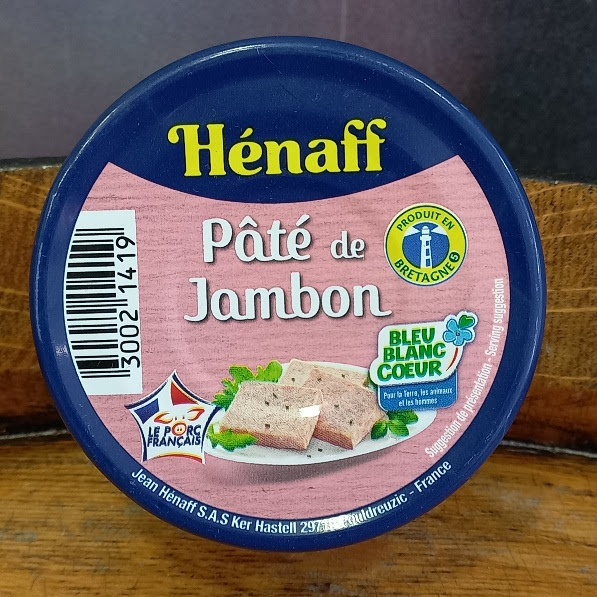 Hénaff
Pâté de
Jambon
PRODUIT EN
BRETAGNE
3002 1419
BLEU
BLANC
COEUR
Pour la Terre, les animaux
et les hommes
LE PORC
FRANÇAIS
Suggestion de présentation - Serving suggestion
Jean Hénaff S.A.S Ker Hastell - France